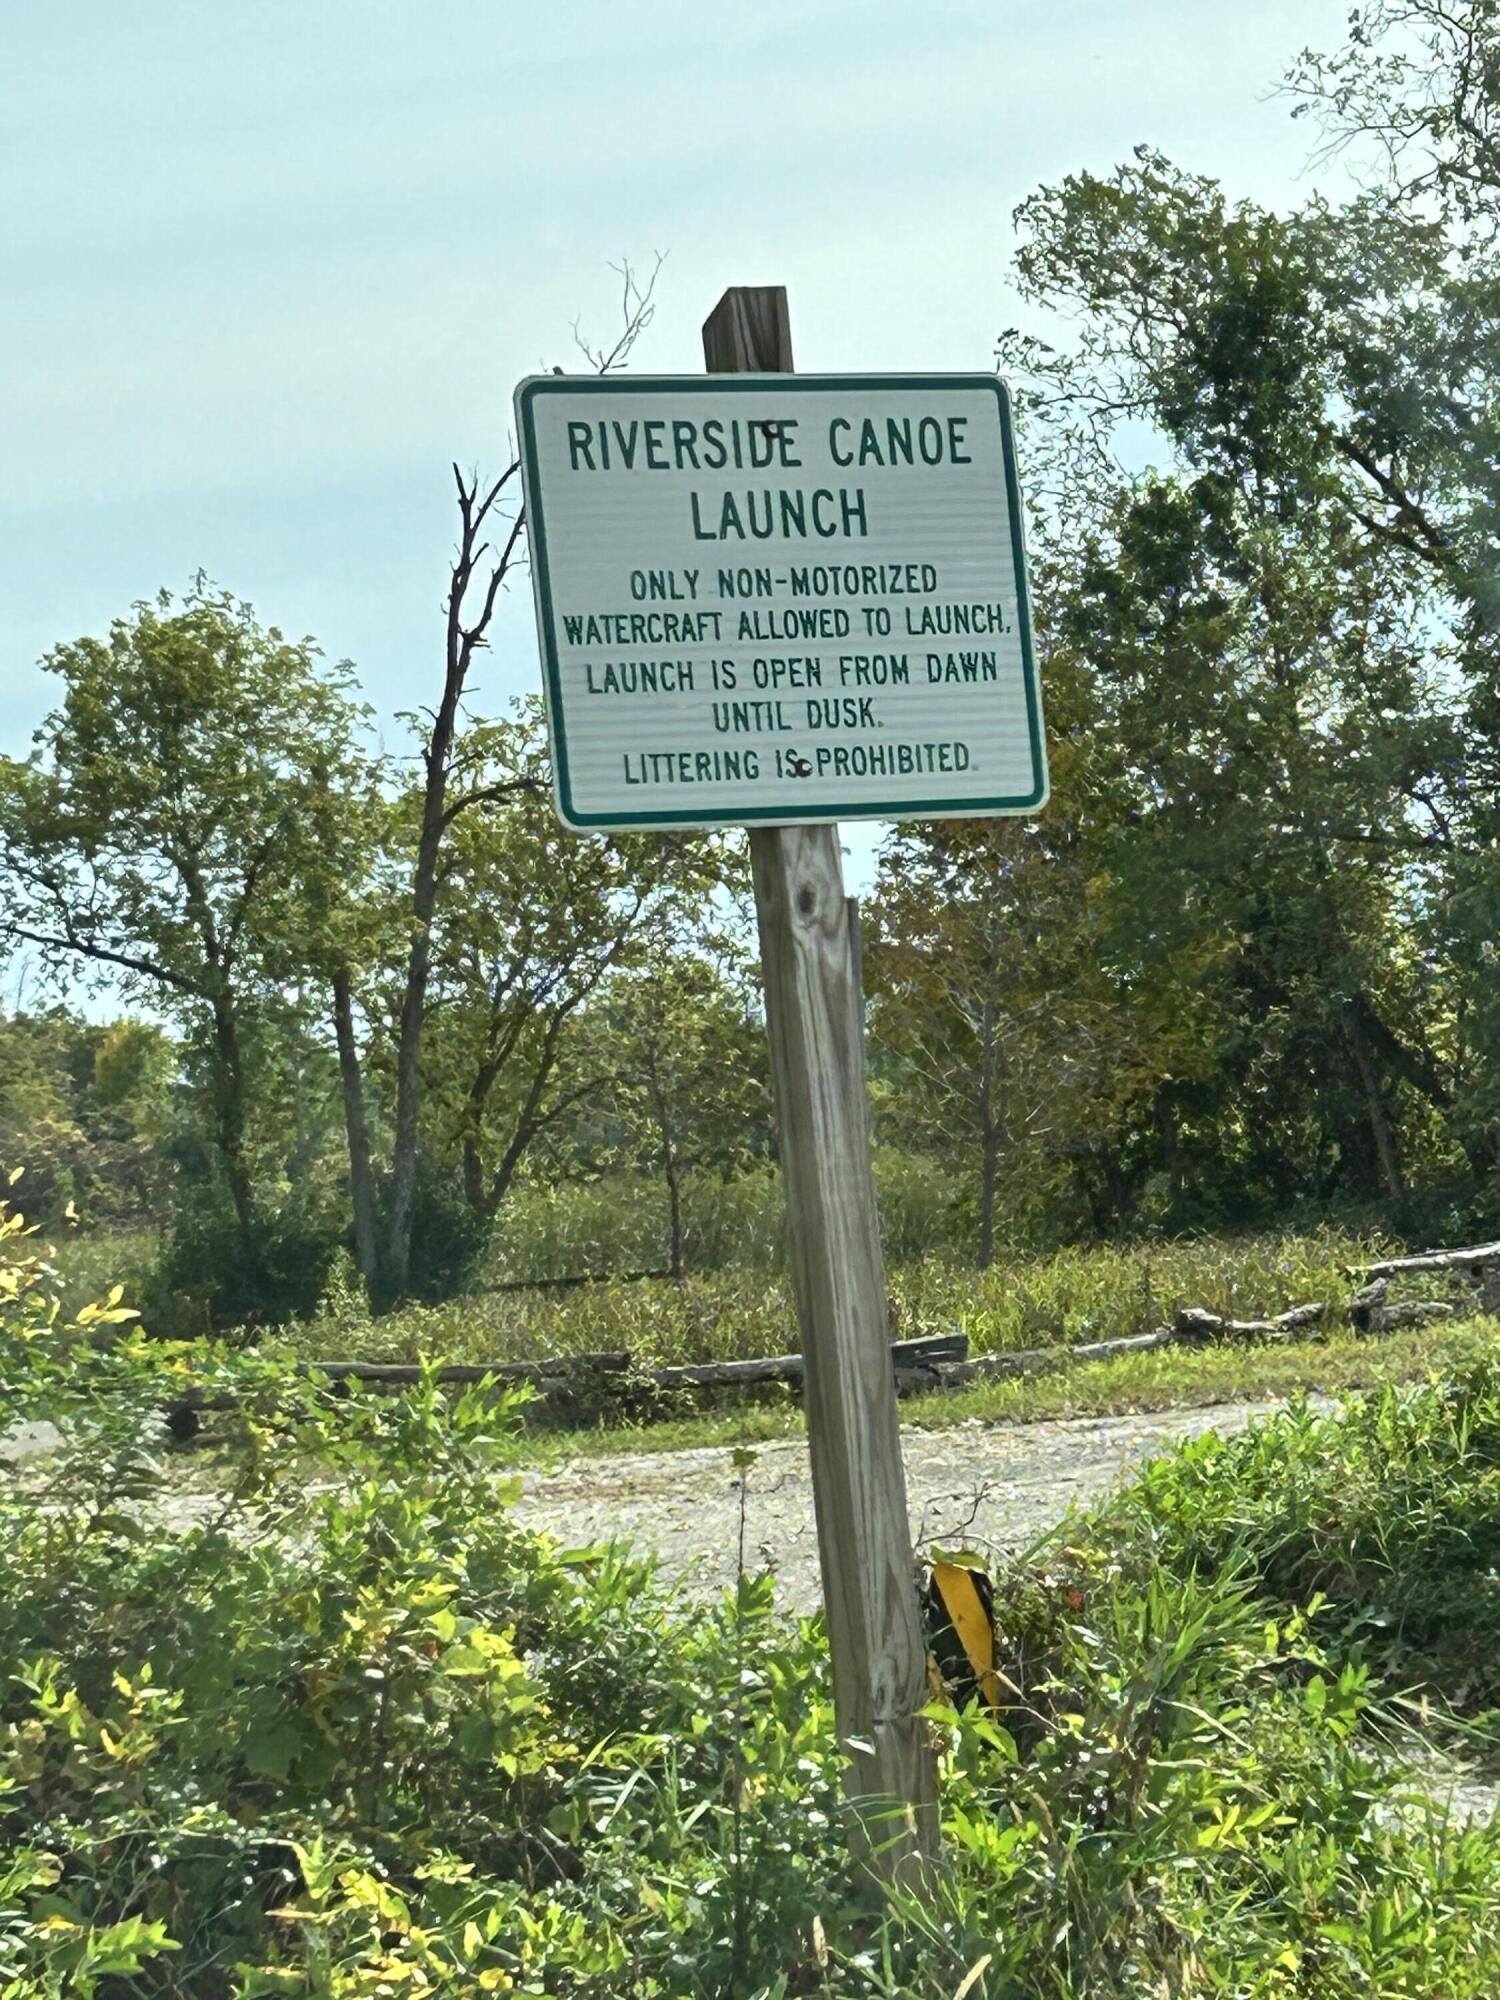 RIVERSIDE CANOE
LAUNCH
ONLY NON-MOTORIZED
WATERCRAFT ALLOWED TO LAUNCH.
LAUNCH IS OPEN FROM DAWN
UNTIL DUSK.
LITTERING IS PROHIBITED.